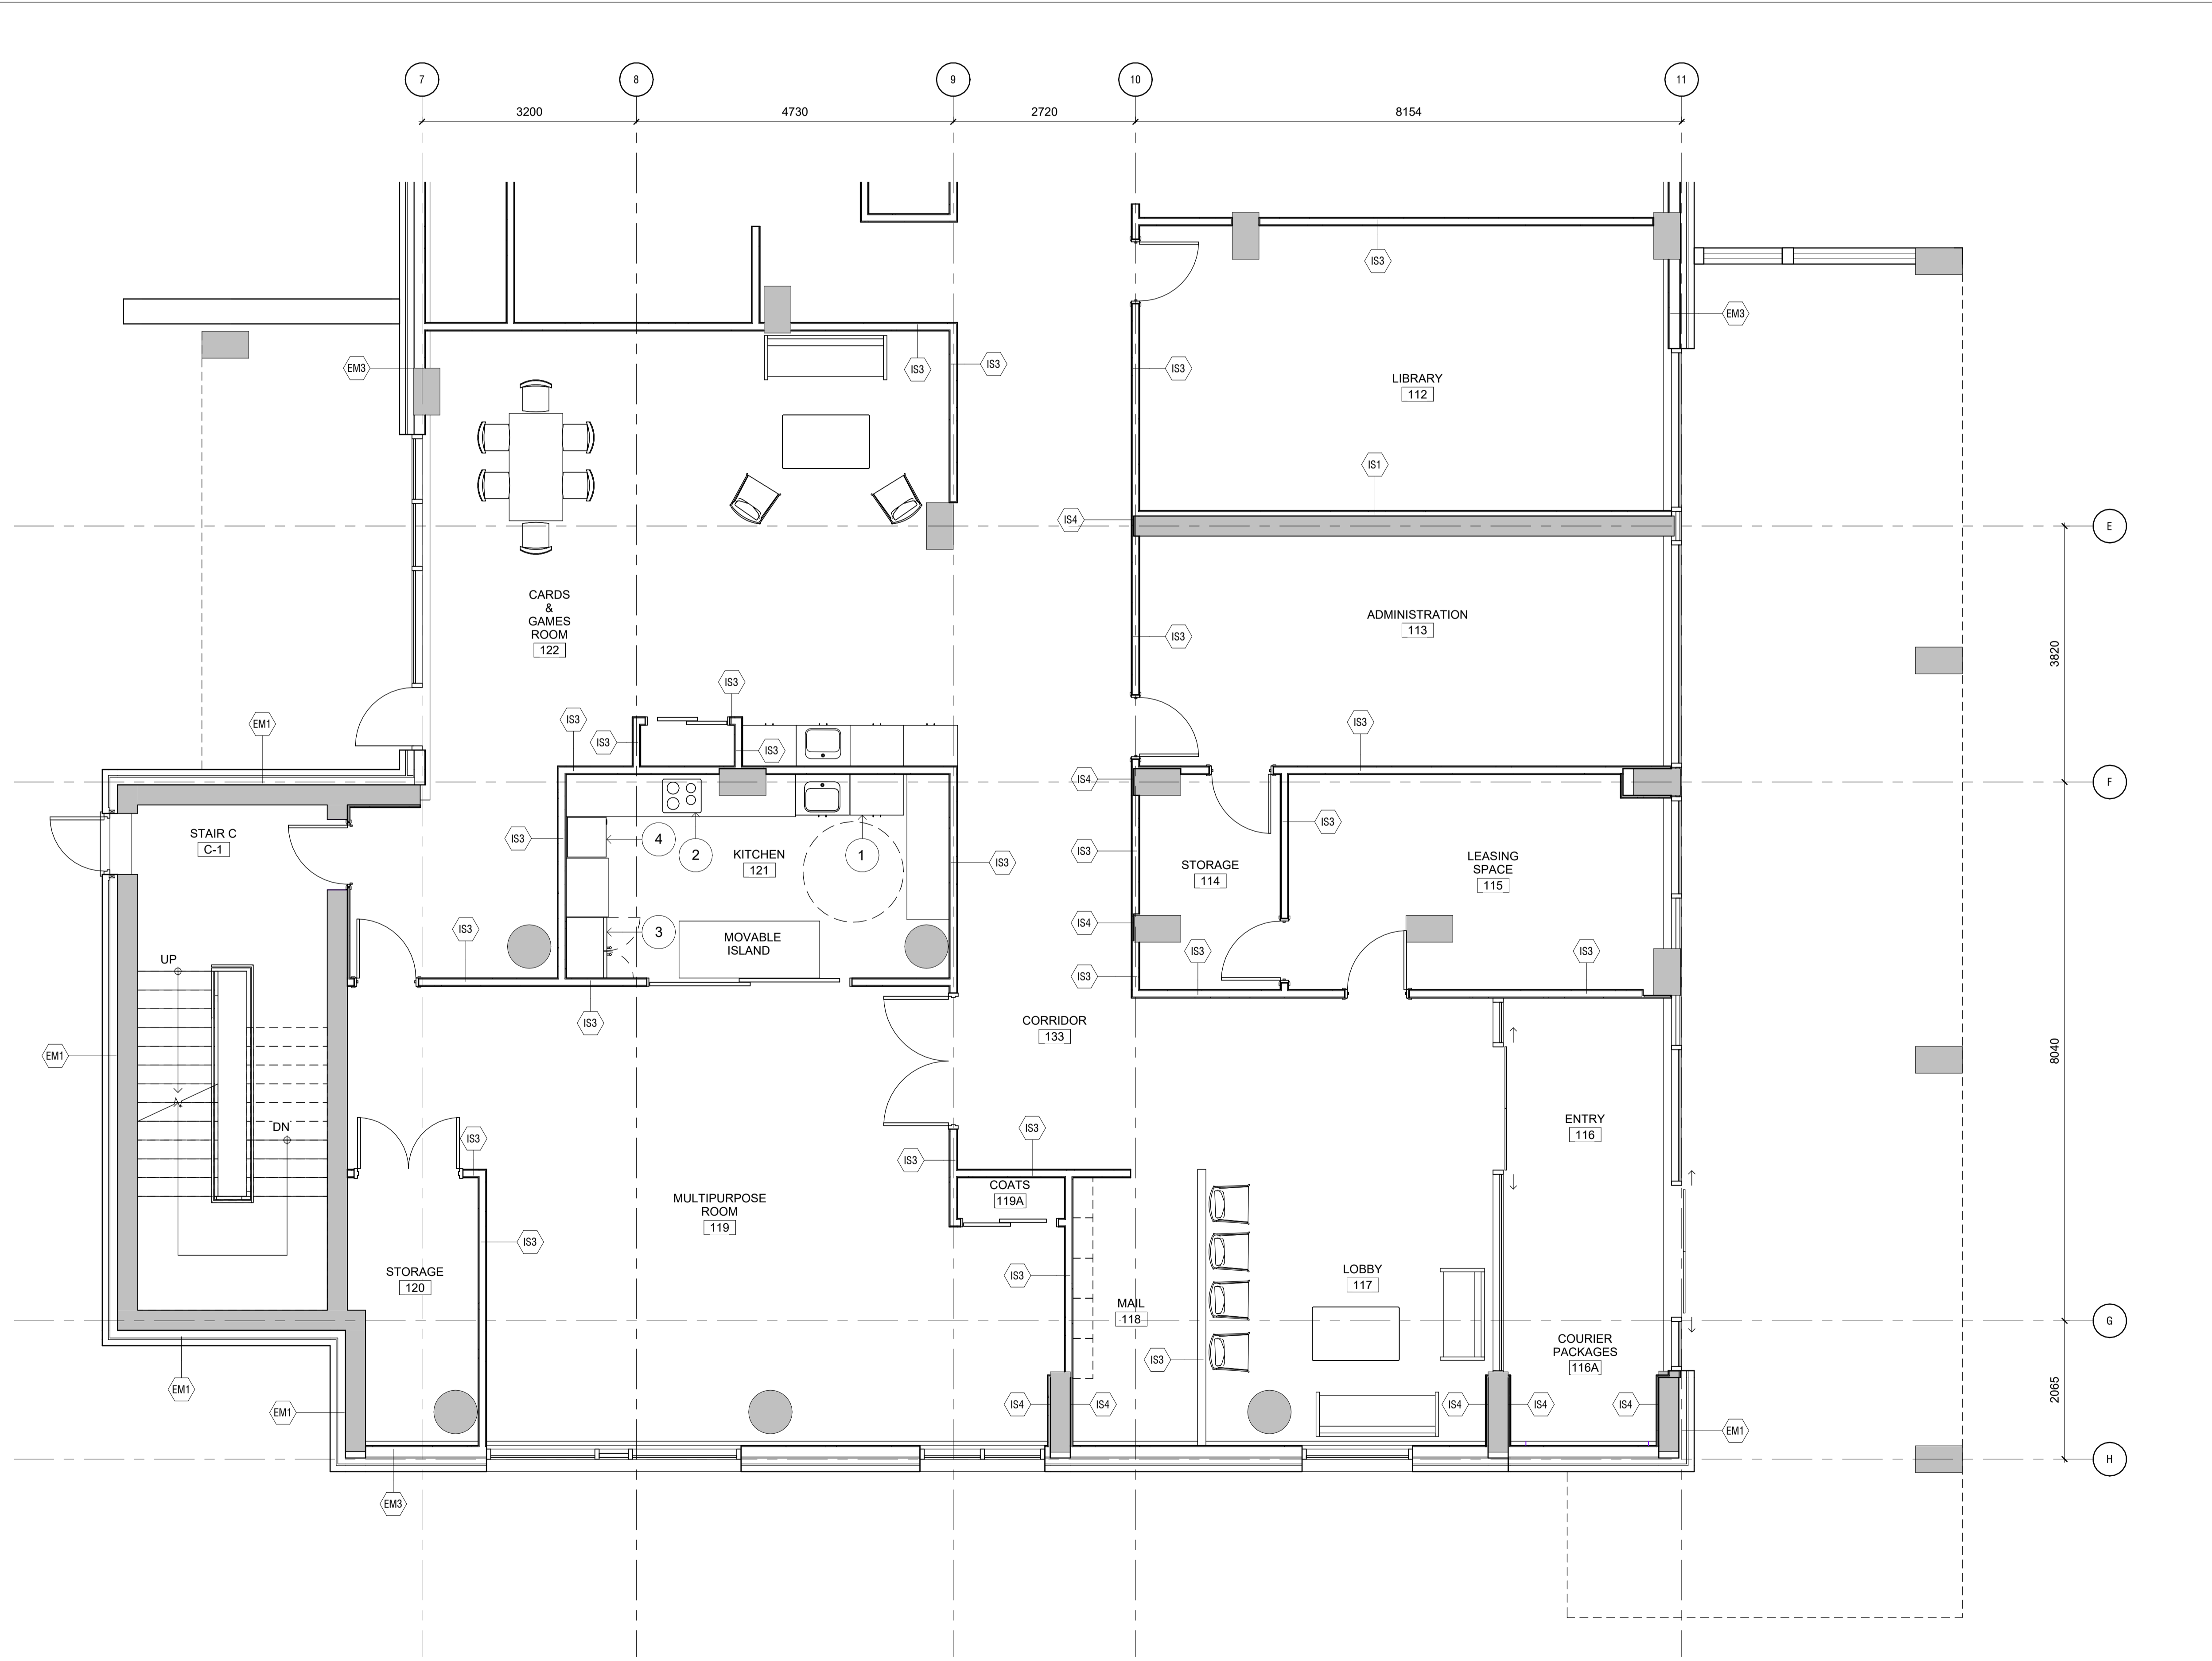 7
8
9
10
11
3200
4730
2720
8154
IS3
EM3
IS3
IS3
EM3
IS3
LIBRARY
112
IS1
IS4
E
CARDS
&
GAMES
ROOM
122
ADMINISTRATION
113
IS3
3820
IS3
IS3
EM1
IS3
IS3
IS3
IS4
F
STAIR C
C-1
IS3
4
2
KITCHEN
121
1
IS3
IS3
IS3
STORAGE
114
LEASING
SPACE
115
IS3
3
MOVABLE
ISLAND
IS4
IS3
IS3
UP
IS3
IS3
CORRIDOR
133
EM1
8040
DN
IS3
IS3
IS3
ENTRY
116
COATS
119A
MULTIPURPOSE
ROOM
119
IS3
STORAGE
120
IS3
LOBBY
117
MAIL
118
G
COURIER
PACKAGES
116A
IS3
EM1
2065
EM1
IS4
IS4
IS4
IS4
IS4
EM1
H
EM3